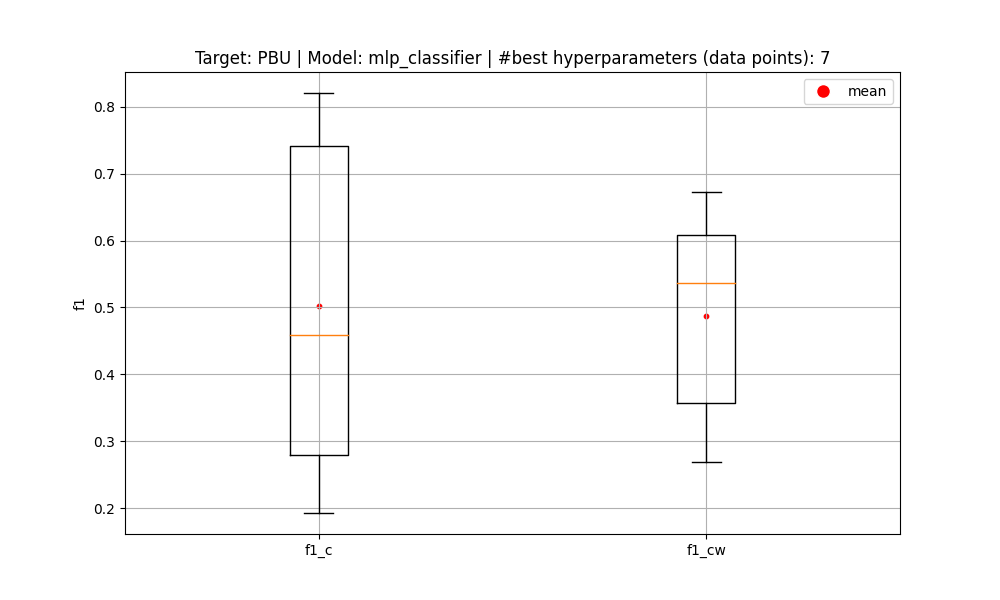 Target: PBU | Model: mlp_classifier | #best hyperparameters (data points): 7
mean
0.8
0.7
0.6
0.5
0.4
0.3
0.2
f1
f1_c
f1_cw